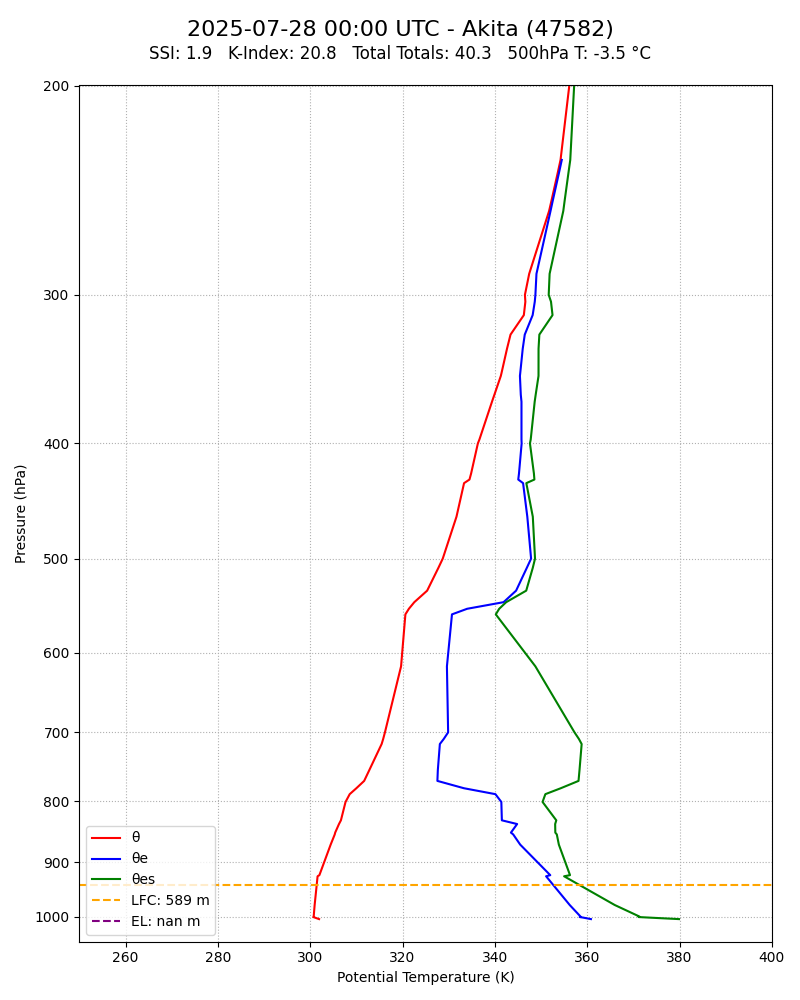 2025-07-28 00:00 UTC - Akita (47582)
SSI: 1.9   K-Index: 20.8   Total Totals: 40.3   500hPa T: -3.5 °C
200
300
400
500
600
700
800
900
1000
Pressure (hPa)
θ
θe
θes
LFC: 589 m
EL: nan m
260
280
300
320
340
360
380
400
Potential Temperature (K)